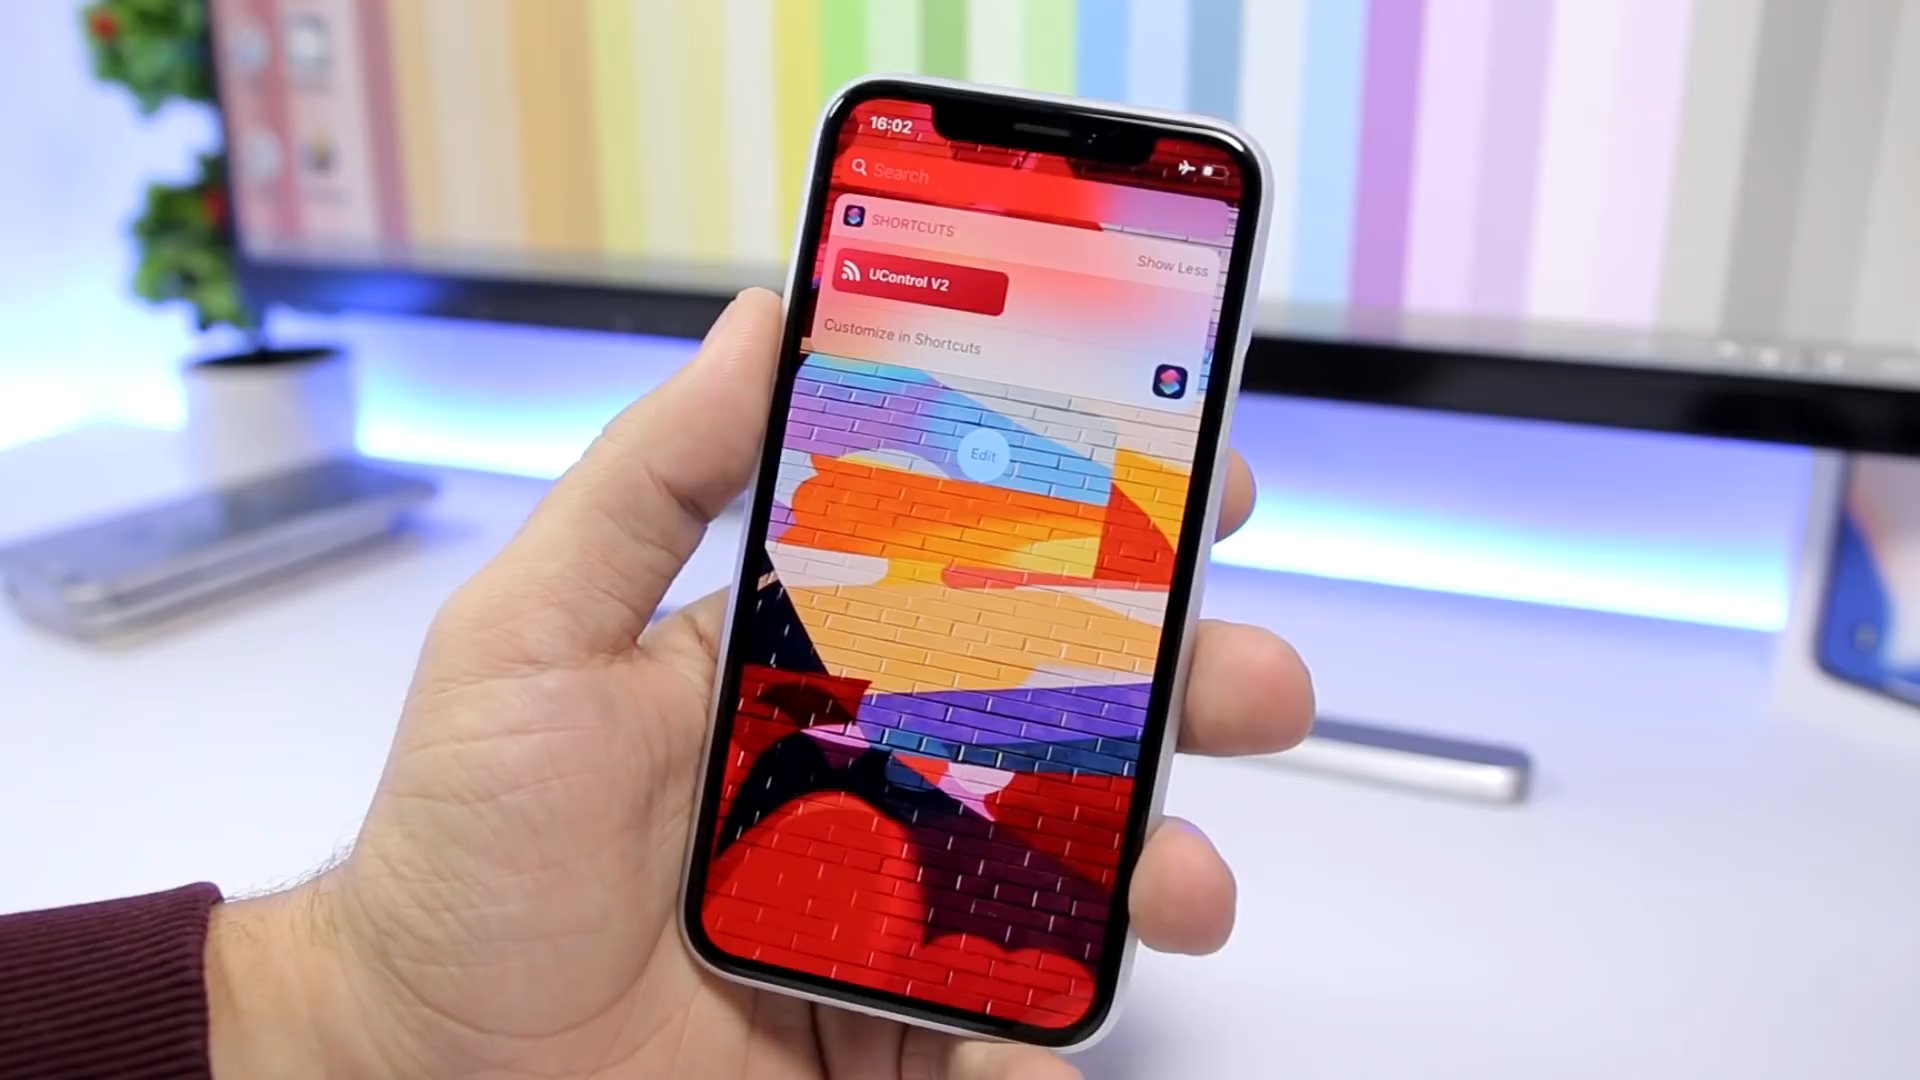 16:02
Search
SHORTCUTS
Show Less
UControl V2
Customize in Shortcuts
Edit